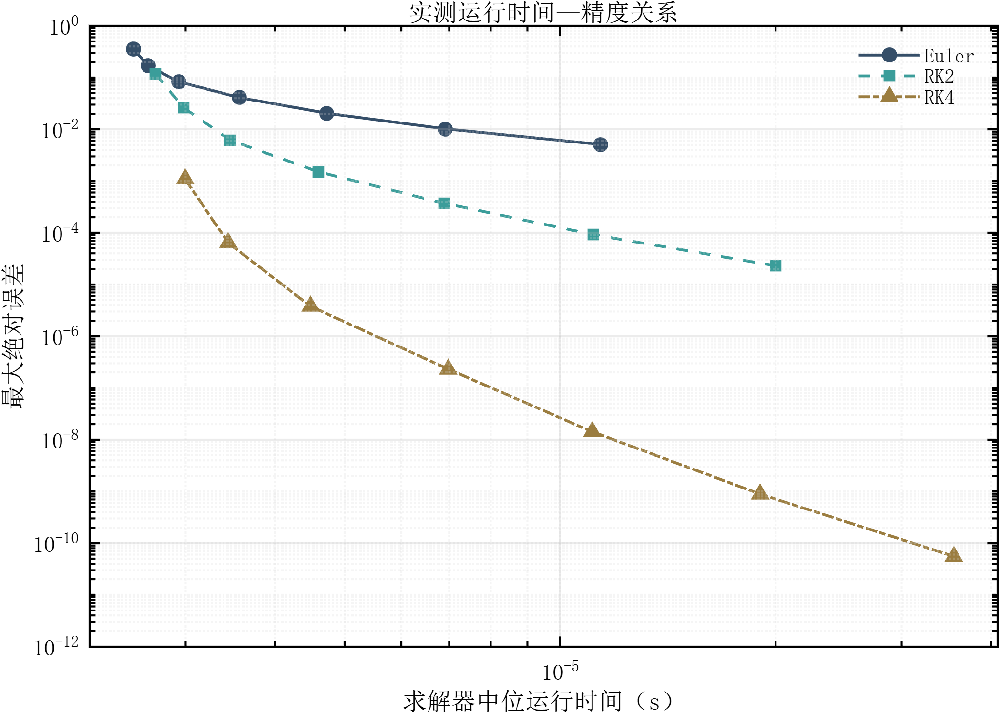 实测运行时间—精度关系
10⁰
10⁻²
10⁻⁴
10⁻⁶
10⁻⁸
10⁻¹⁰
10⁻¹²
最大绝对误差
Euler
RK2
RK4
10⁻⁵
求解器中位运行时间（s）